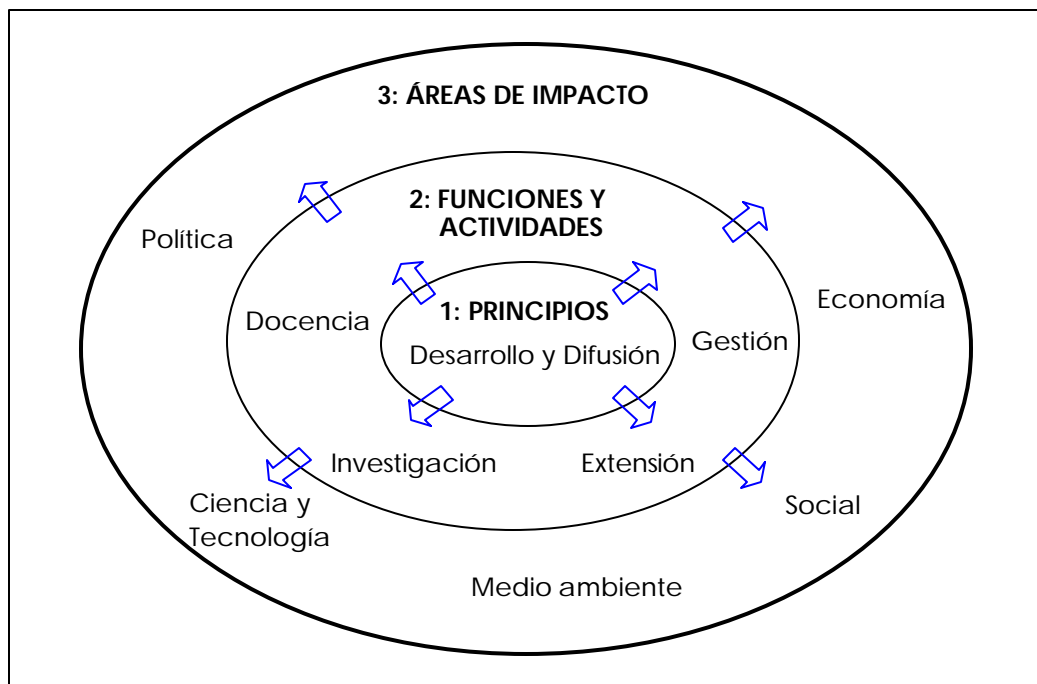 3: ÁREAS DE IMPACTO
2: FUNCIONES Y
ACTIVIDADES
Política
Economía
1: PRINCIPIOS
Docencia
Gestión
Desarrollo y Difusión
Investigación
Extensión
Ciencia y
Tecnología
Social
Medio ambiente